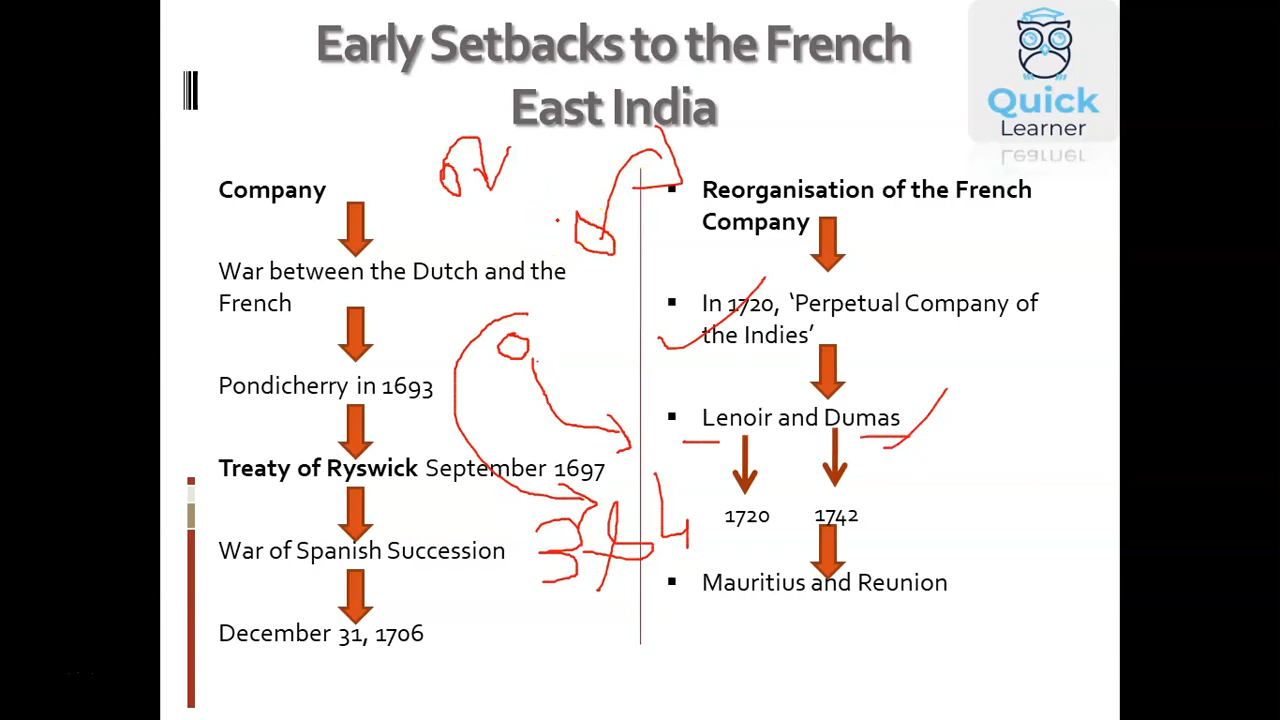 Early Setbacks to the French
East India
Quick
Learner
Company
War between the Dutch and the
French
Pondicherry in 1693
Treaty of Ryswick September 1697
War of Spanish Succession
December 31, 1706
3 & 4
▪ Reorganisation of the French
Company
▪ In 1720, ‘Perpetual Company of
the Indies’
▪ Lenoir and Dumas
1720 1742
▪ Mauritius and Reunion